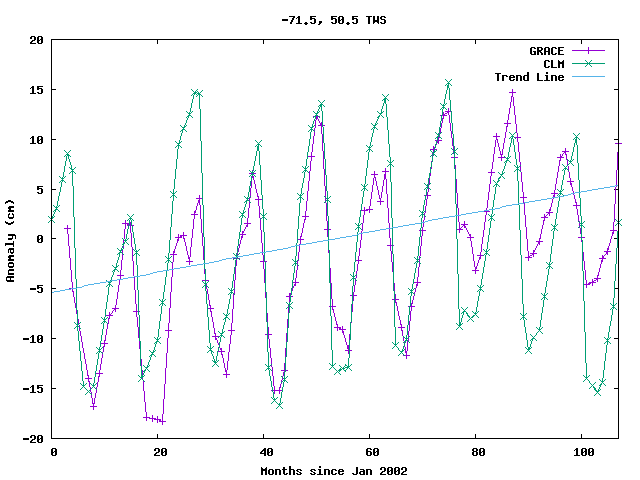 -71.5, 50.5 TWS
GRACE
CLM
Trend Line
20
15
10
5
0
-5
-10
-15
-20
Anomaly (cm)
0 20 40 60 80 100
Months since Jan 2002